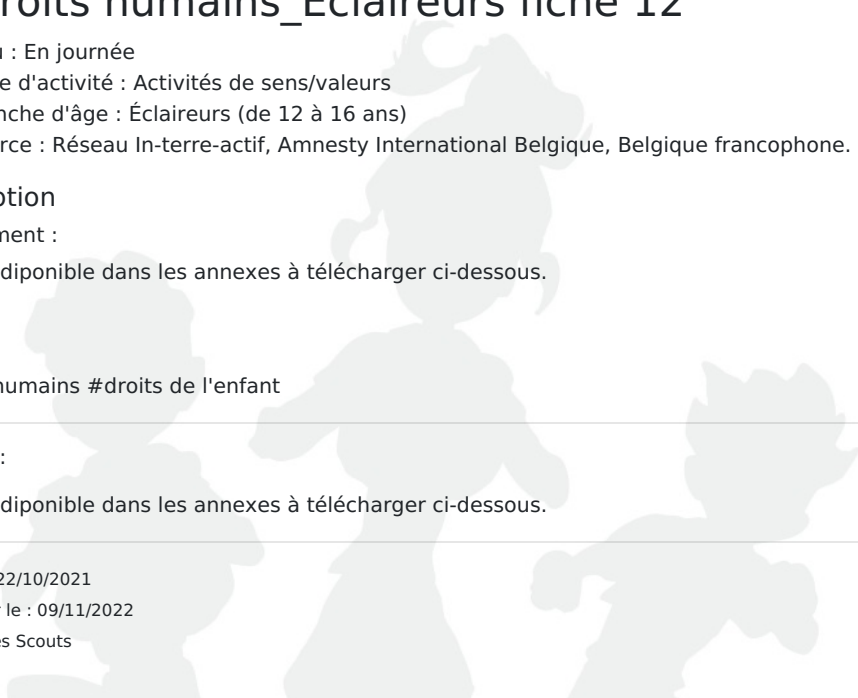 roits humains_Éclaireurs fiche 12
u : En journée
e d'activité : Activités de sens/valeurs
nche d'âge : Éclaireurs (de 12 à 16 ans)
rce : Réseau In-terre-actif, Amnesty International Belgique, Belgique francophone.
ption
ment :
diponible dans les annexes à télécharger ci-dessous.
humains #droits de l'enfant
:
diponible dans les annexes à télécharger ci-dessous.
22/10/2021
r le : 09/11/2022
es Scouts